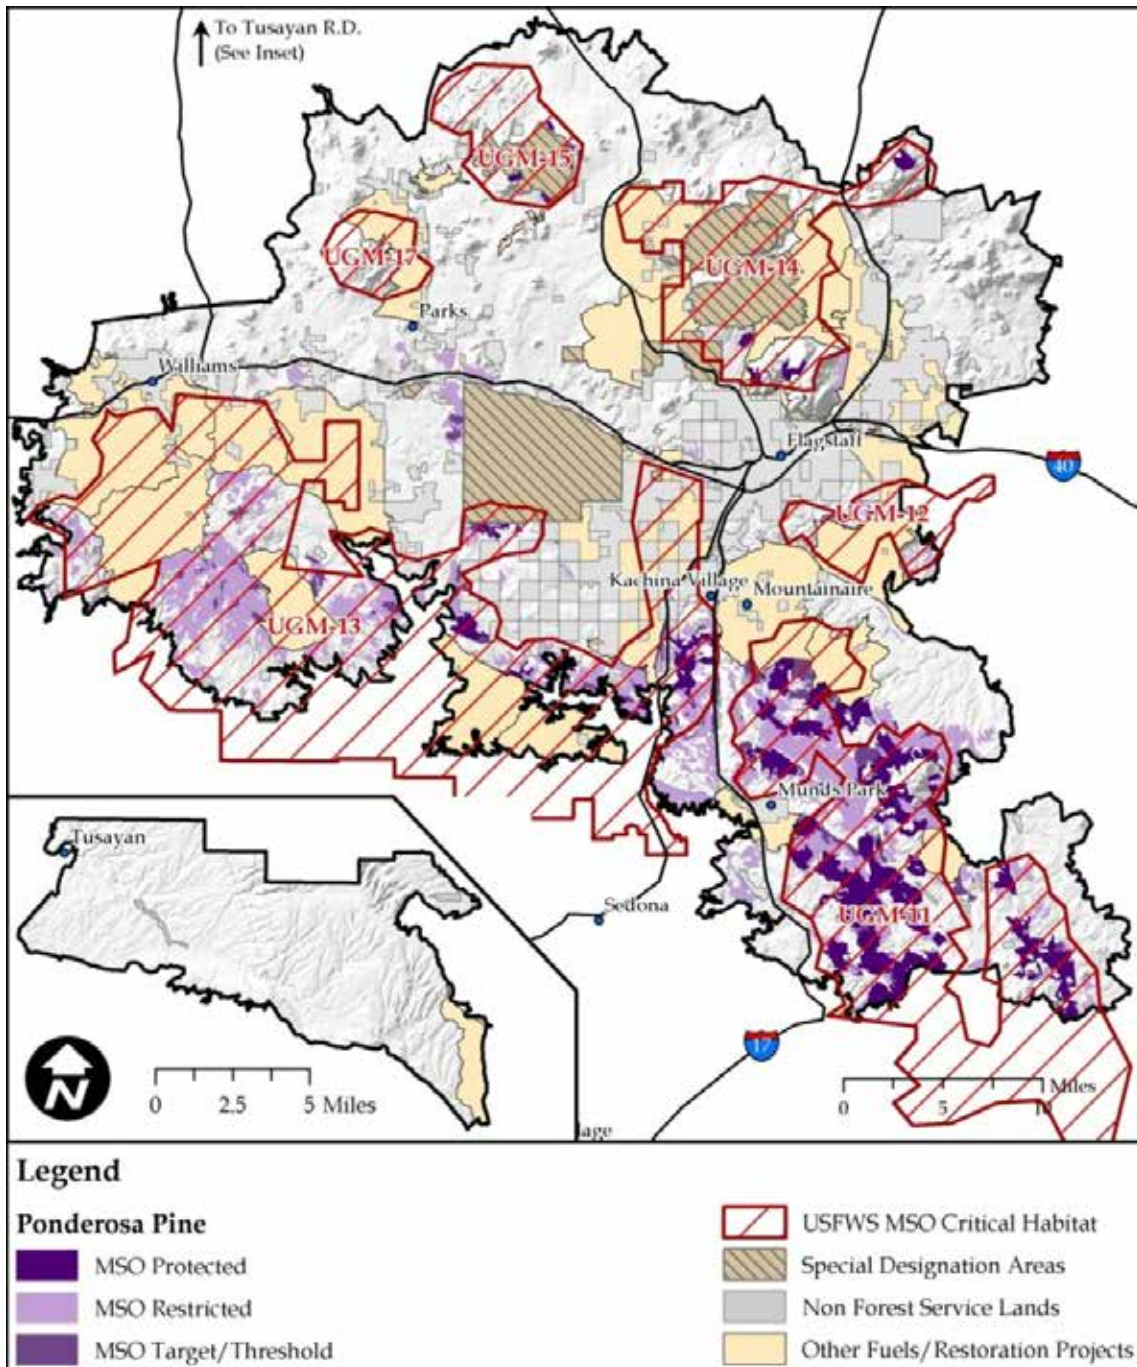 To Tusayan R.D.
(See Inset)
UGM-15
UGM-17
UGM-14
Parks
Williams
Flagstaff
40
UGM-12
Kachina Village
Mountainaire
UGM-13
Munds Park
Tusayan
Sedona
UGM-11
17
N
0 2.5 5 Miles
Miles
0 5 10
lage
Legend
Ponderosa Pine
MSO Protected
MSO Restricted
MSO Target/Threshold
USFWS MSO Critical Habitat
Special Designation Areas
Non Forest Service Lands
Other Fuels/Restoration Projects